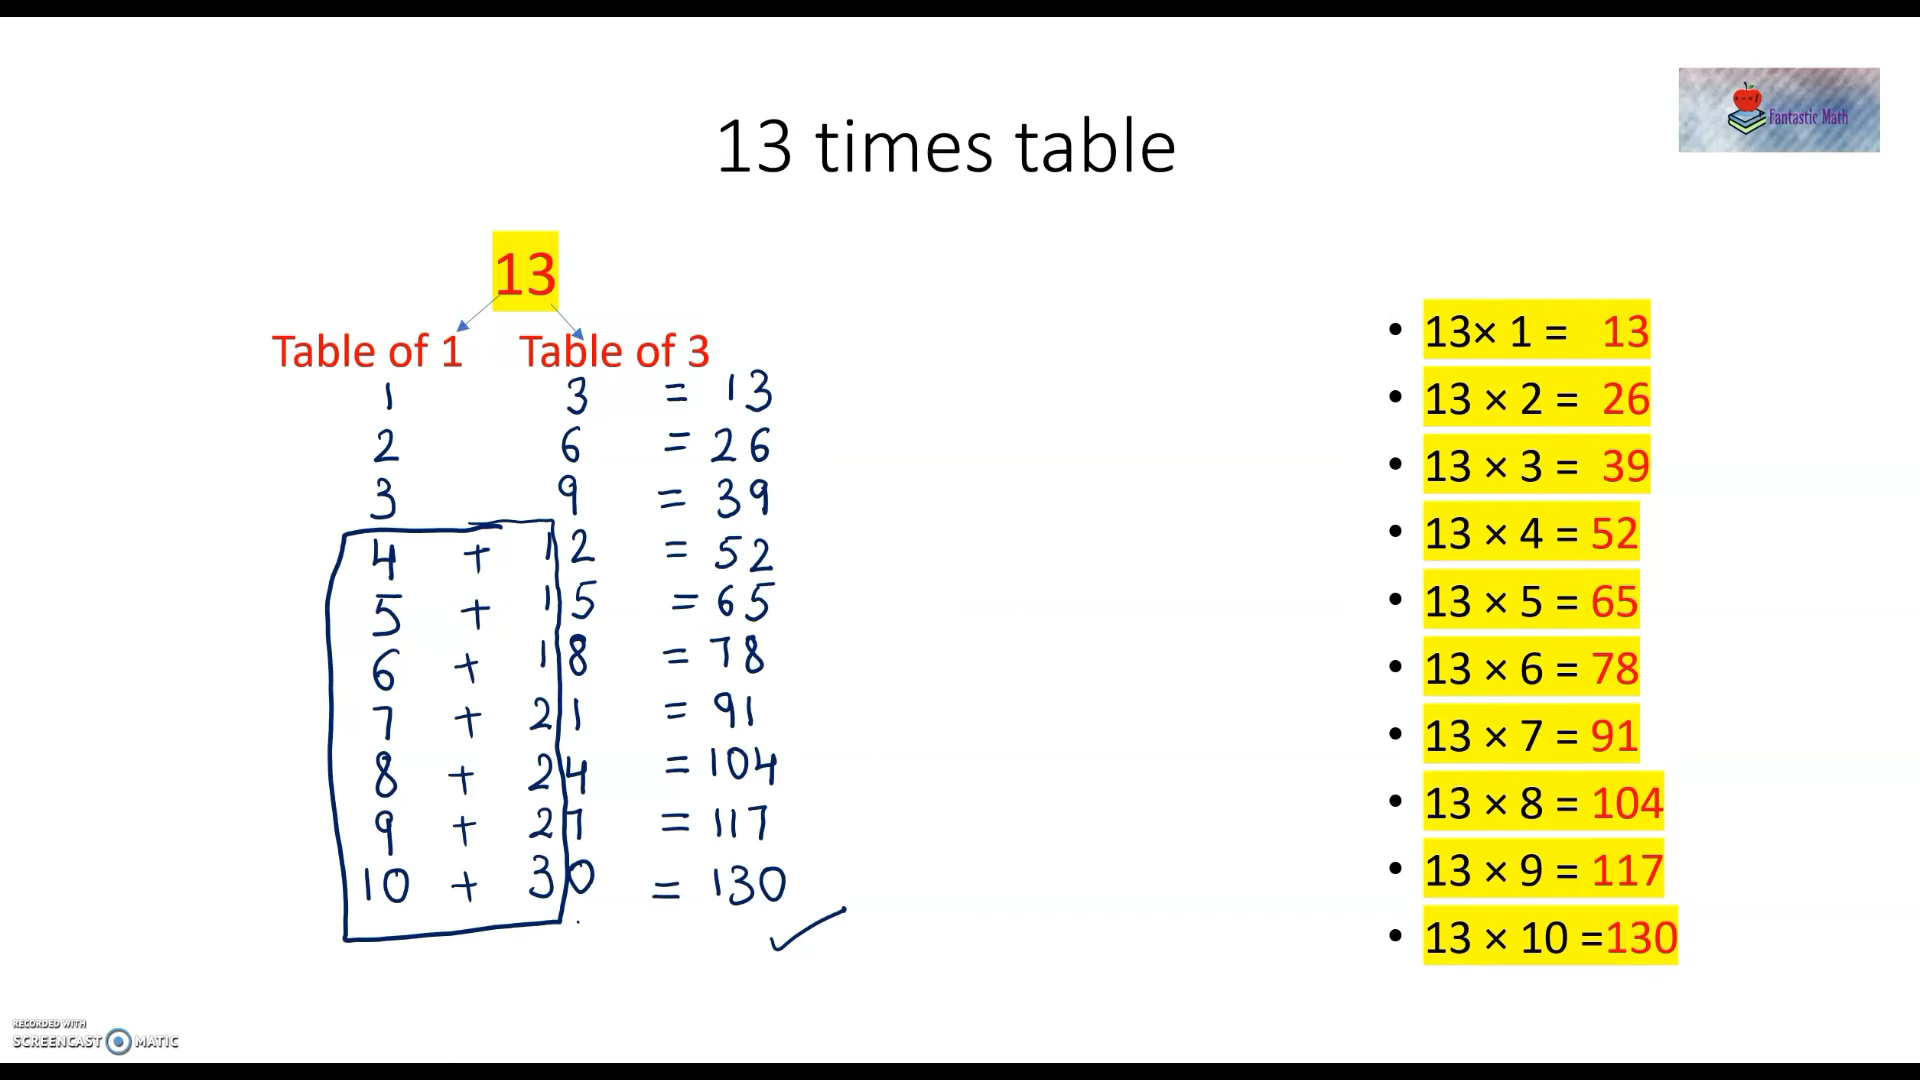 Fantastic Math
13 times table
13
Table of 1 Table of 3
1 3 = 13
2 6 = 26
3 9 = 39
4 + 12 = 52
5 + 15 = 65
6 + 18 = 78
7 + 21 = 91
8 + 24 = 104
9 + 27 = 117
10 + 30 = 130
• 13× 1 = 13
• 13 × 2 = 26
• 13 × 3 = 39
• 13 × 4 = 52
• 13 × 5 = 65
• 13 × 6 = 78
• 13 × 7 = 91
• 13 × 8 = 104
• 13 × 9 = 117
• 13 × 10 =130
RECORDED WITH
SCREENCAST MATIC